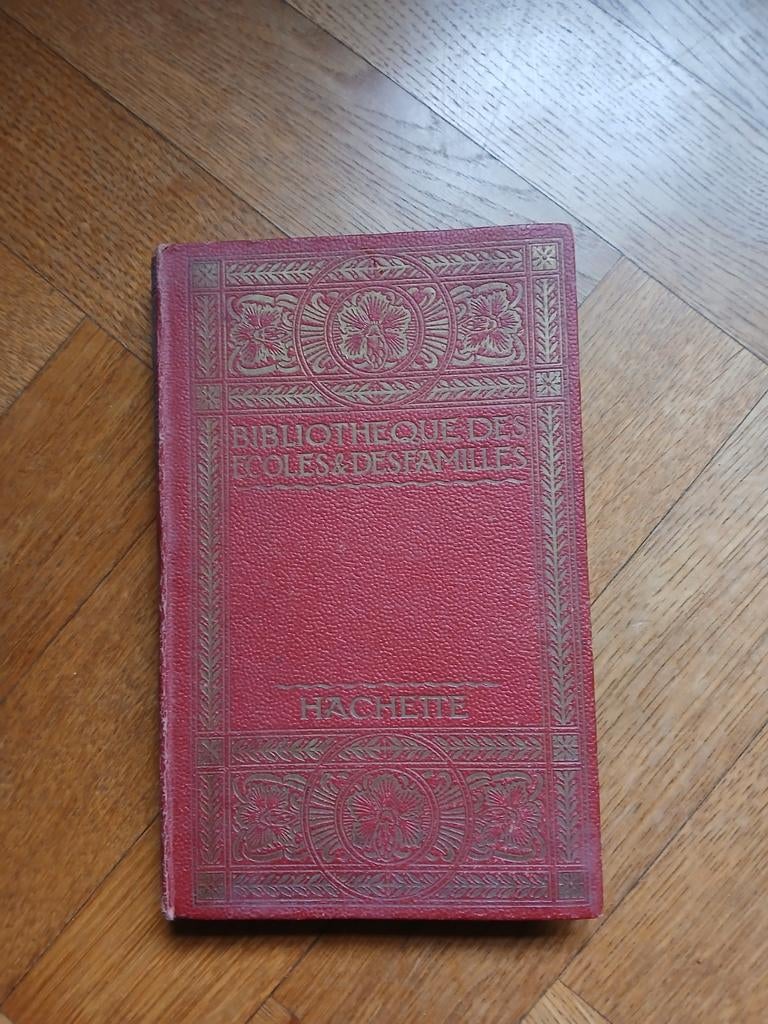 BIBLIOTHEQUE DES
ECOLES & DES FAMILLES
HACHETTE